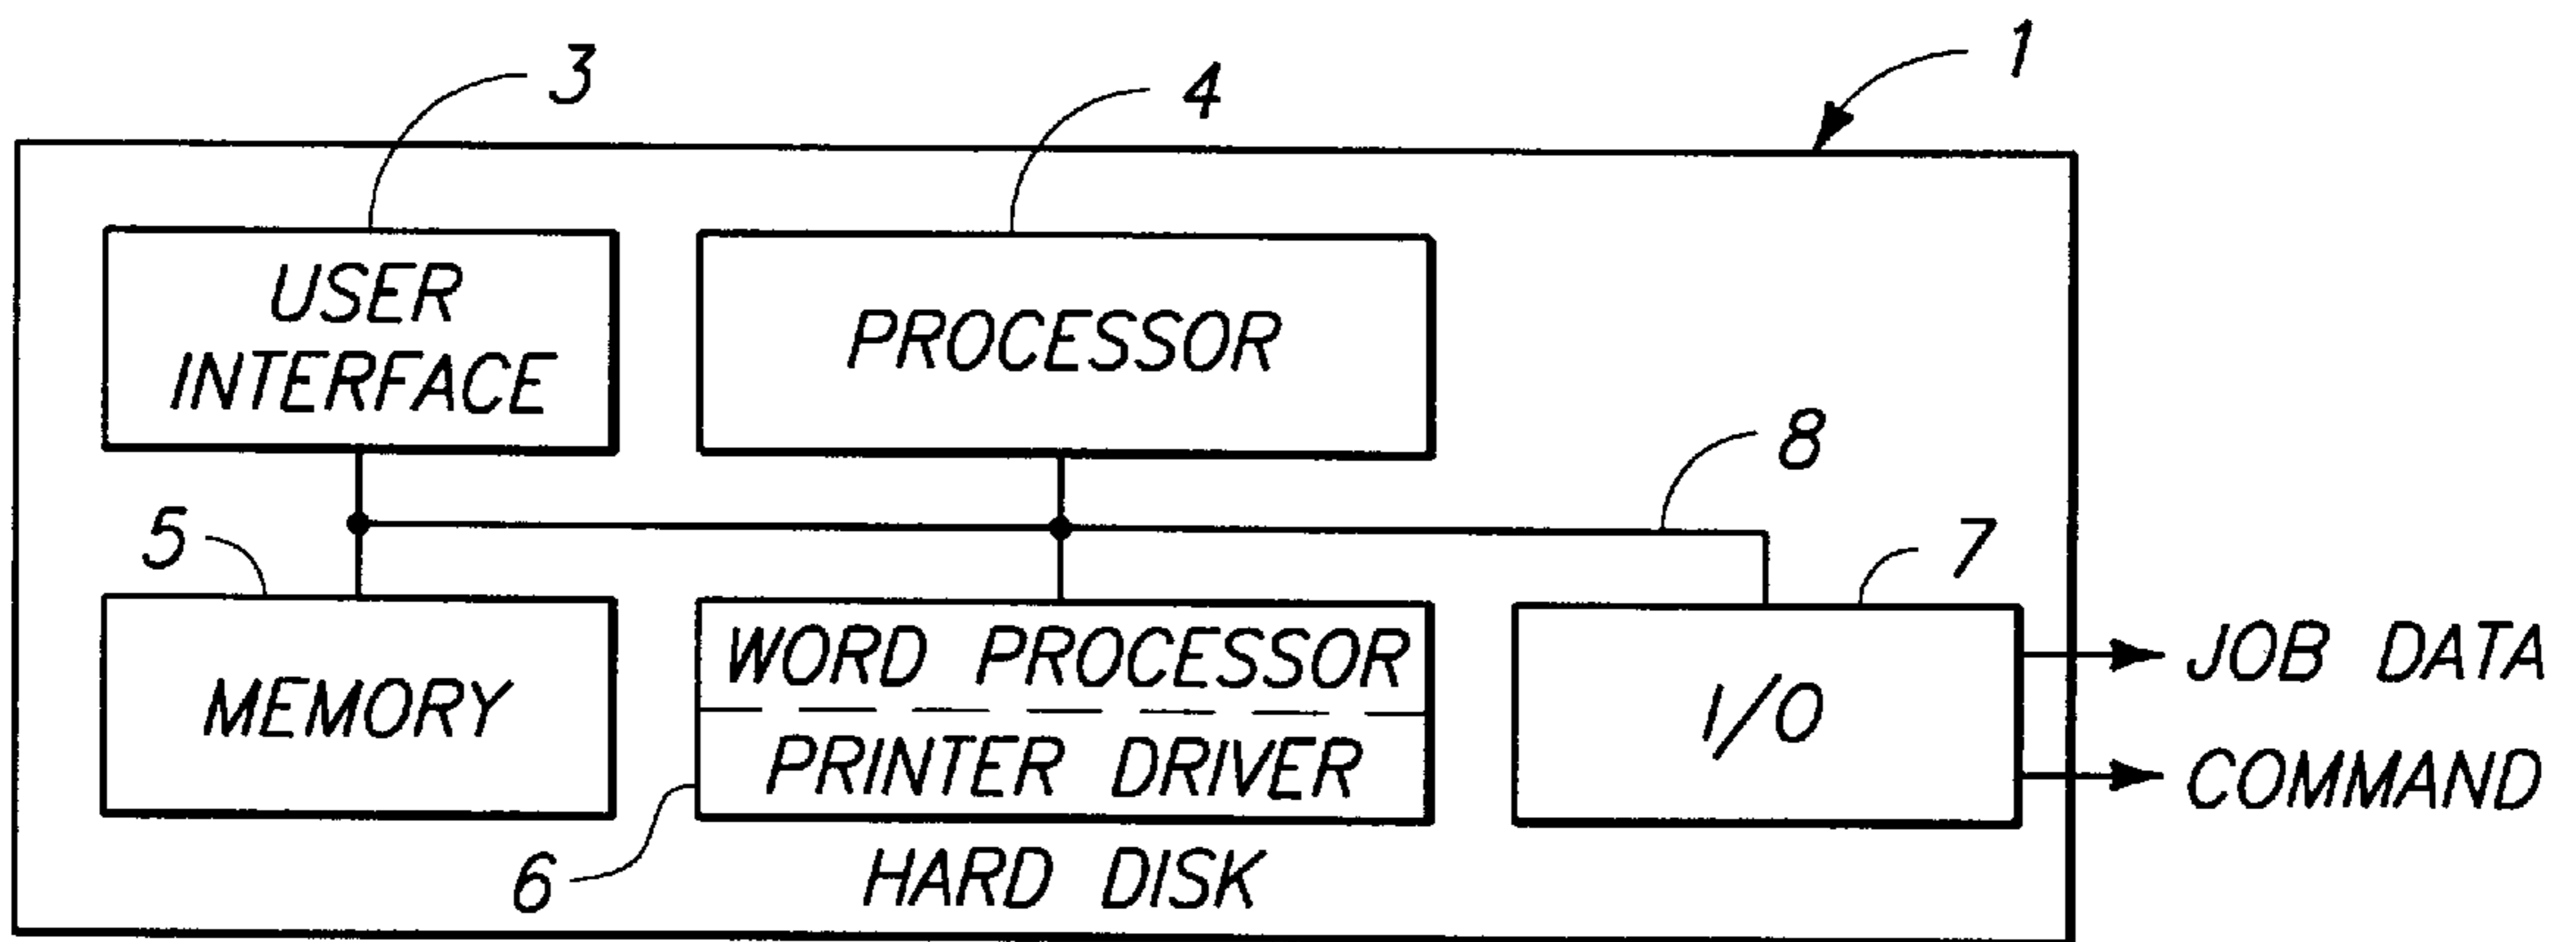 3
4
1
USER
INTERFACE
PROCESSOR
8
5
7
MEMORY
WORD PROCESSOR
PRINTER DRIVER
I/O
JOB DATA
COMMAND
6
HARD DISK